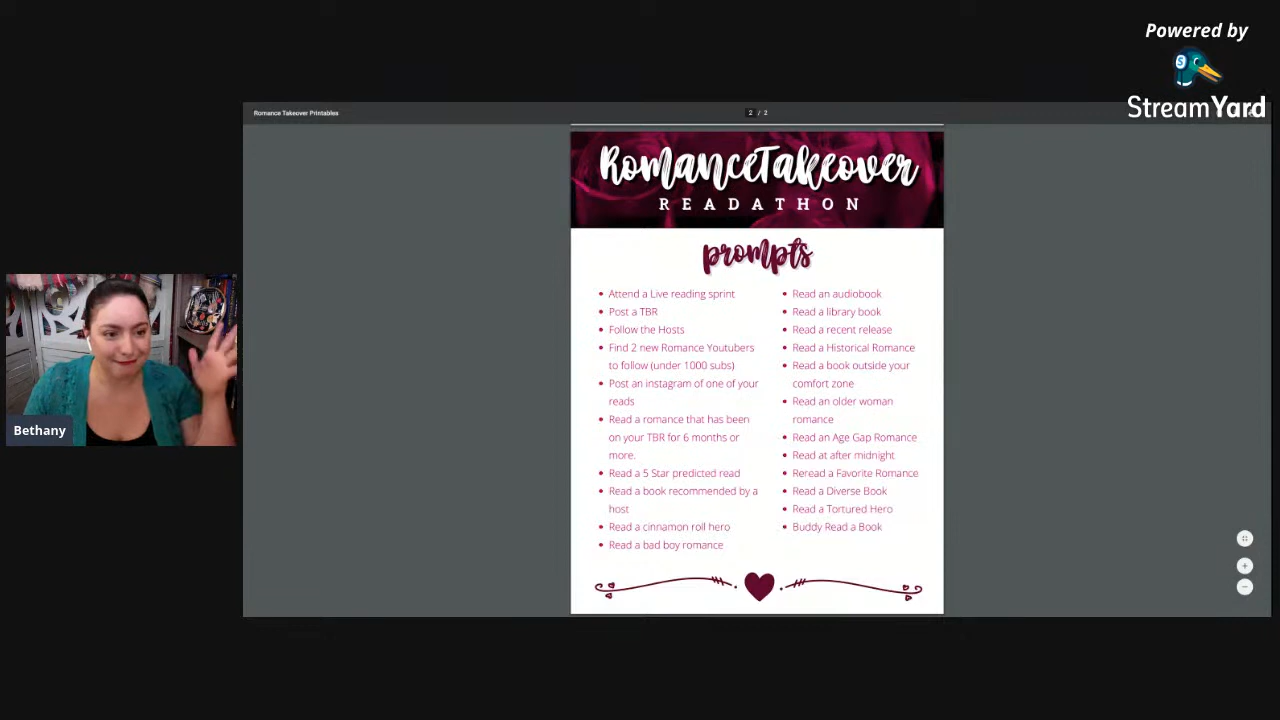 Powered by
StreamYard
Romance Takeover Printables
2 / 2
RomanceTakeover
READATHON
prompts
Attend a Live reading sprint
Post a TBR
Follow the Hosts
Find 2 new Romance Youtubers
to follow (under 1000 subs)
Post an instagram of one of your
reads
Read a romance that has been
on your TBR for 6 months or
more.
Read a 5 Star predicted read
Read a book recommended by a
host
Read a cinnamon roll hero
Read a bad boy romance
Read an audiobook
Read a library book
Read a recent release
Read a Historical Romance
Read a book outside your
comfort zone
Read an older woman
romance
Read an Age Gap Romance
Read at after midnight
Reread a Favorite Romance
Read a Diverse Book
Read a Tortured Hero
Buddy Read a Book
Bethany